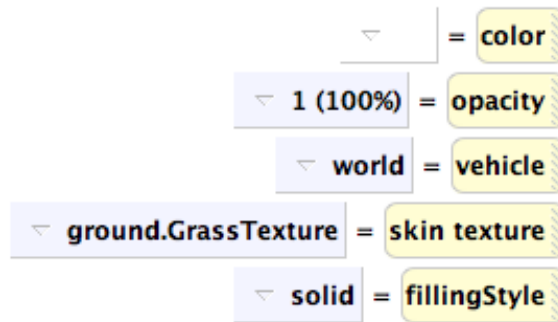 = color
1 (100%) = opacity
world = vehicle
ground.GrassTexture = skin texture
solid = fillingStyle